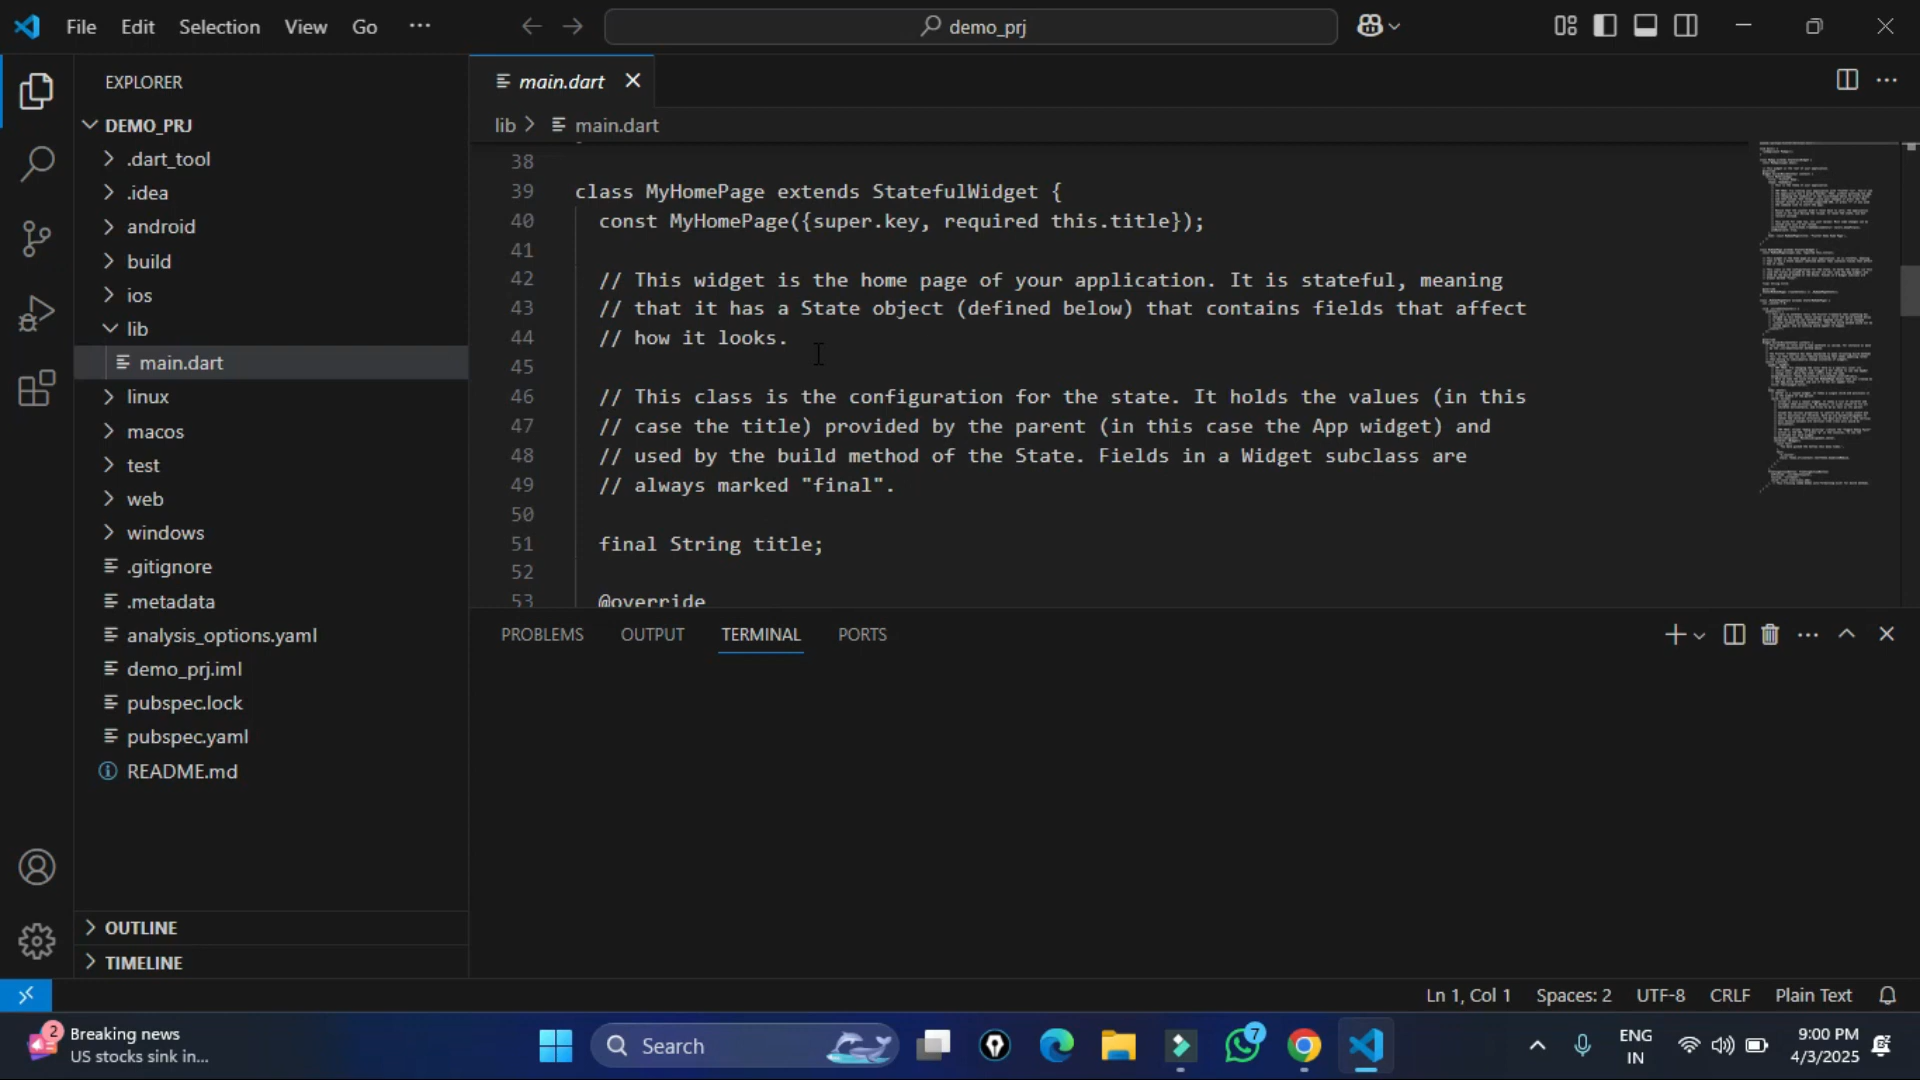 File Edit Selection View Go ···
demo_prj
EXPLORER
DEMO_PRJ
.dart_tool
.idea
android
build
ios
lib
main.dart
linux
macos
test
web
windows
.gitignore
.metadata
analysis_options.yaml
demo_prj.iml
pubspec.lock
pubspec.yaml
README.md
OUTLINE
TIMELINE
main.dart
lib > main.dart
38
39 class MyHomePage extends StatefulWidget {
40 const MyHomePage({super.key, required this.title});
41
42 // This widget is the home page of your application. It is stateful, meaning
43 // that it has a State object (defined below) that contains fields that affect
44 // how it looks.
45
46 // This class is the configuration for the state. It holds the values (in this
47 // case the title) provided by the parent (in this case the App widget) and
48 // used by the build method of the State. Fields in a Widget subclass are
49 // always marked "final".
50
51 final String title;
52
53 @override
PROBLEMS OUTPUT TERMINAL PORTS
Ln 1, Col 1 Spaces: 2 UTF-8 CRLF Plain Text
2 Breaking news
US stocks sink in...
Search
7
ENG
IN
9:00 PM
4/3/2025